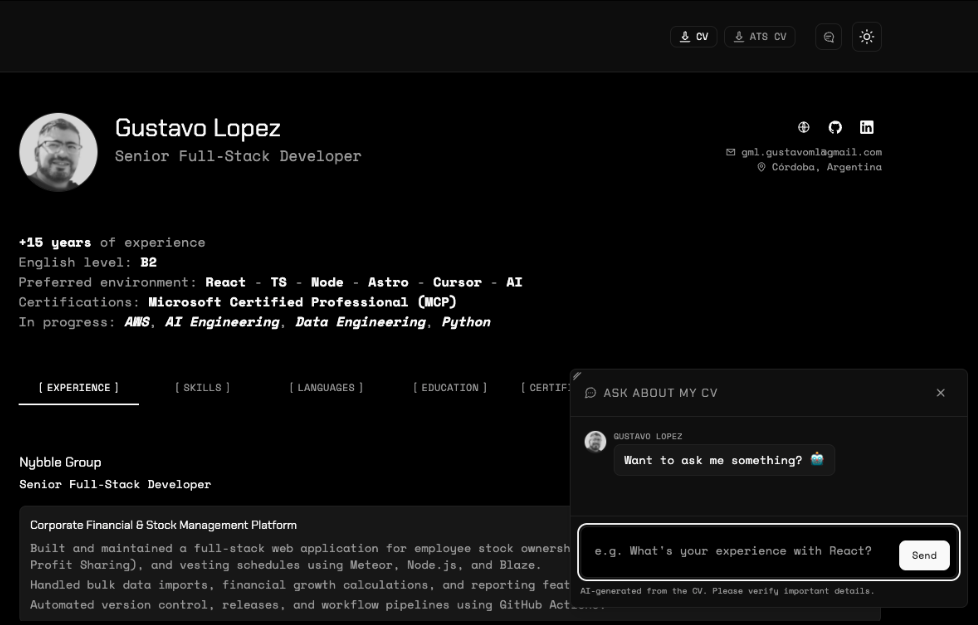 CV
ATS CV
Gustavo Lopez
Senior Full-Stack Developer
gml.gustavoml@gmail.com
Córdoba, Argentina
+15 years of experience
English level: B2
Preferred environment: React - TS - Node - Astro - Cursor - AI
Certifications: Microsoft Certified Professional (MCP)
In progress: AWS, AI Engineering, Data Engineering, Python
[ EXPERIENCE ]
[ SKILLS ]
[ LANGUAGES ]
[ EDUCATION ]
[ CERTIF
Nybble Group
Senior Full-Stack Developer
Corporate Financial & Stock Management Platform
Built and maintained a full-stack web application for employee stock ownersh
Profit Sharing), and vesting schedules using Meteor, Node.js, and Blaze.
Handled bulk data imports, financial growth calculations, and reporting feat
Automated version control, releases, and workflow pipelines using GitHub Actions.
ASK ABOUT MY CV
GUSTAVO LOPEZ
Want to ask me something?
e.g. What's your experience with React?
Send
AI-generated from the CV. Please verify important details.